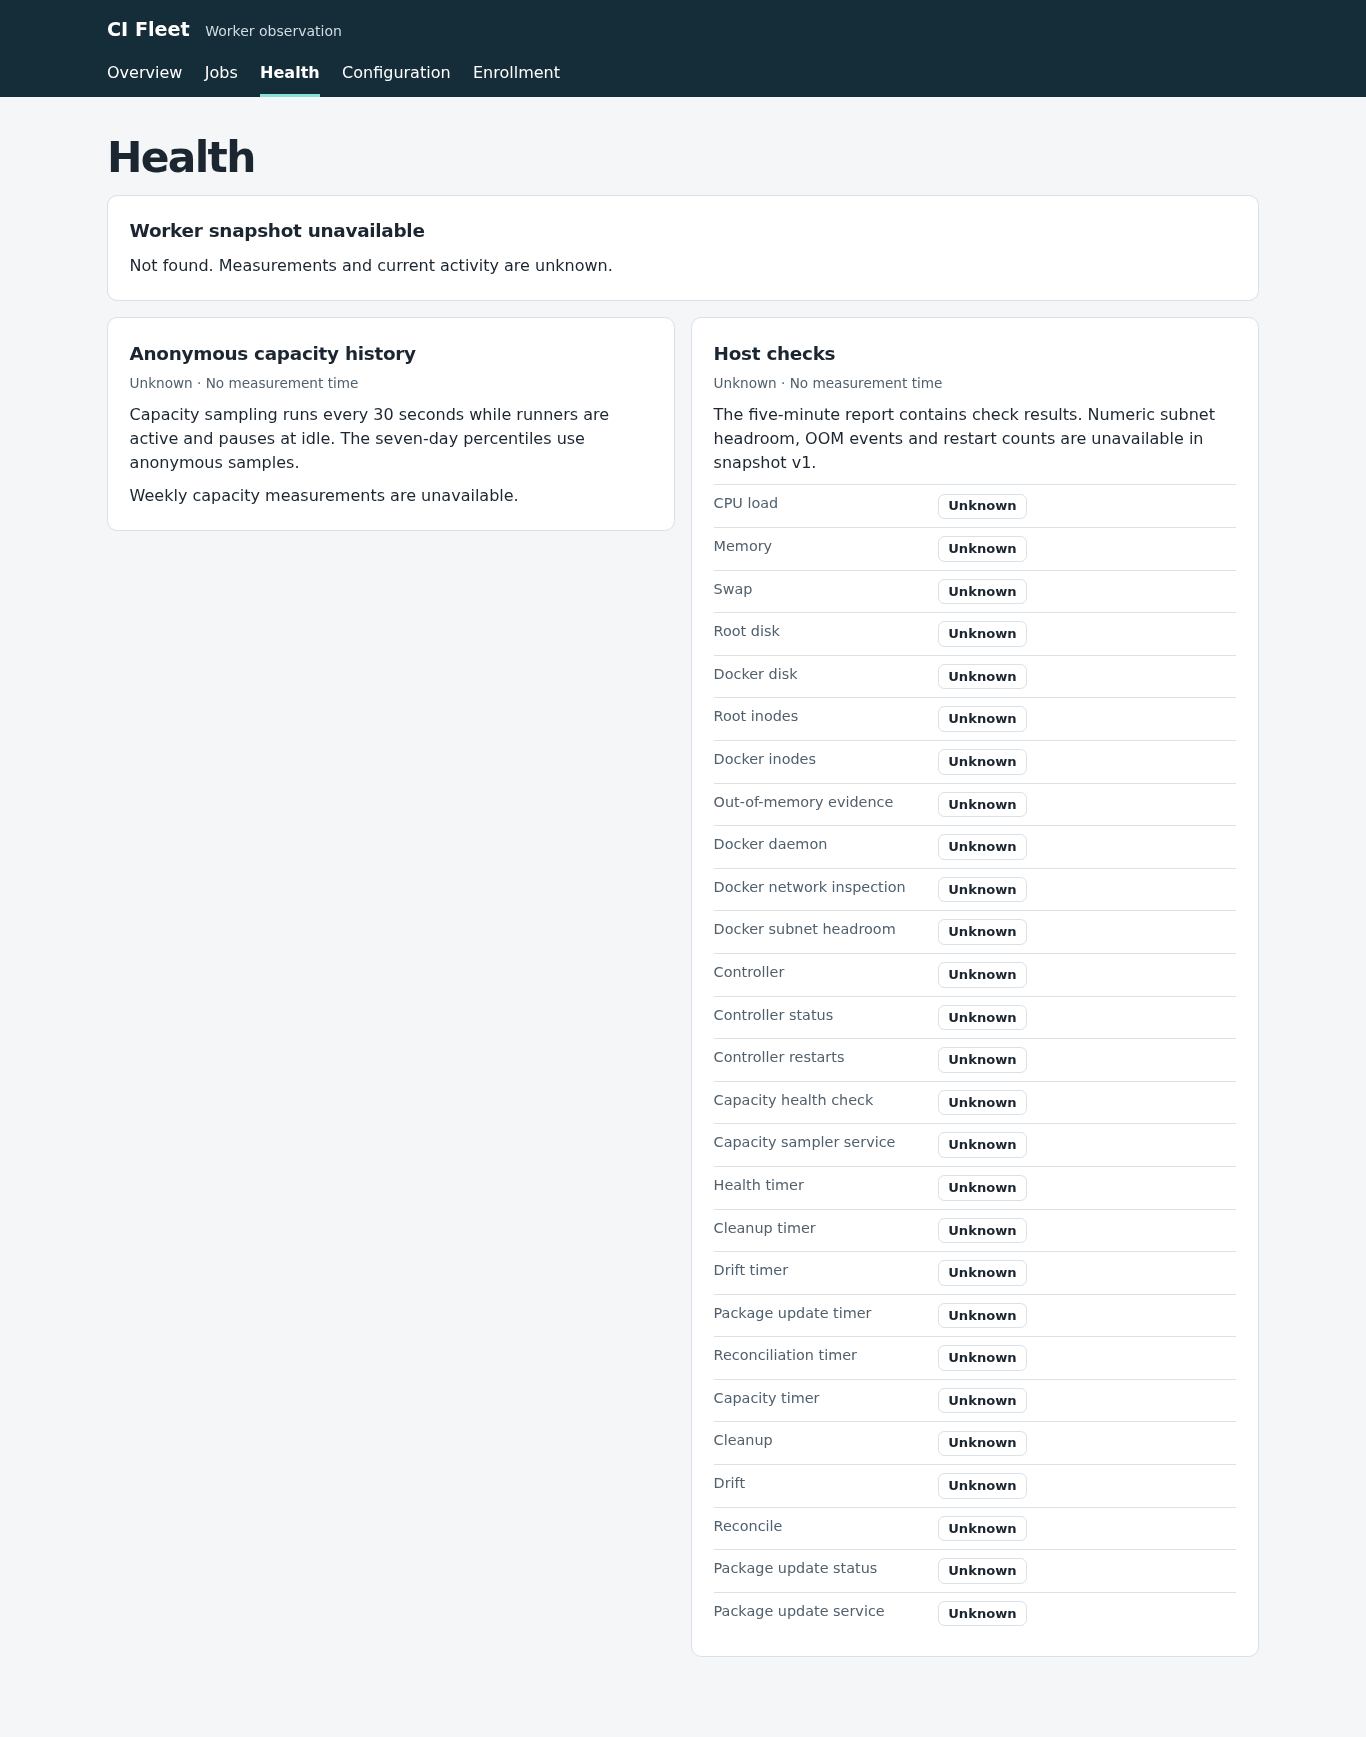 CI Fleet Worker observation
Overview Jobs Health Configuration Enrollment
Health
Worker snapshot unavailable
Not found. Measurements and current activity are unknown.
Anonymous capacity history
Unknown · No measurement time
Capacity sampling runs every 30 seconds while runners are
active and pauses at idle. The seven-day percentiles use
anonymous samples.
Weekly capacity measurements are unavailable.
Host checks
Unknown · No measurement time
The five-minute report contains check results. Numeric subnet
headroom, OOM events and restart counts are unavailable in
snapshot v1.
CPU load Unknown
Memory Unknown
Swap Unknown
Root disk Unknown
Docker disk Unknown
Root inodes Unknown
Docker inodes Unknown
Out-of-memory evidence Unknown
Docker daemon Unknown
Docker network inspection Unknown
Docker subnet headroom Unknown
Controller Unknown
Controller status Unknown
Controller restarts Unknown
Capacity health check Unknown
Capacity sampler service Unknown
Health timer Unknown
Cleanup timer Unknown
Drift timer Unknown
Package update timer Unknown
Reconciliation timer Unknown
Capacity timer Unknown
Cleanup Unknown
Drift Unknown
Reconcile Unknown
Package update status Unknown
Package update service Unknown